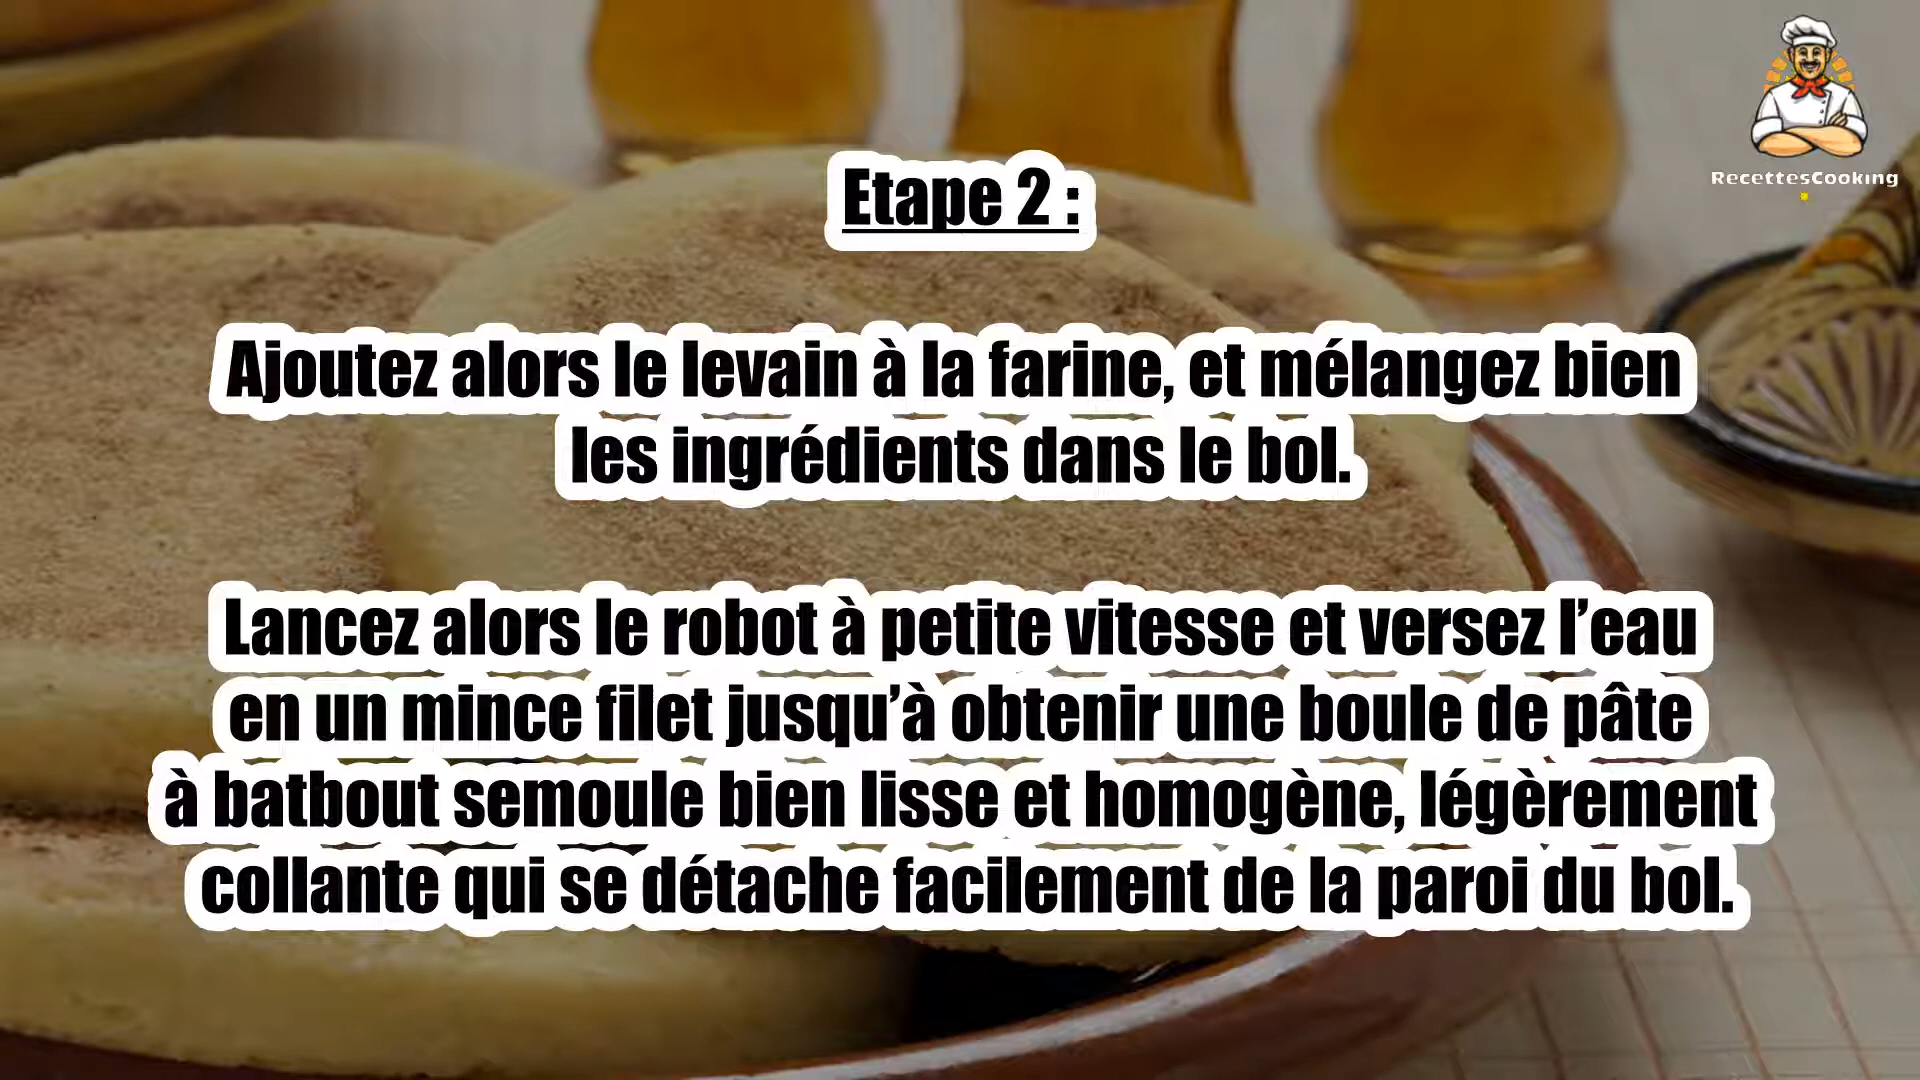 RecettesCooking
Etape 2 :
Ajoutez alors le levain à la farine, et mélangez bien
les ingrédients dans le bol.
Lancez alors le robot à petite vitesse et versez l’eau
en un mince filet jusqu’à obtenir une boule de pâte
à batbout semoule bien lisse et homogène, légèrement
collante qui se détache facilement de la paroi du bol.